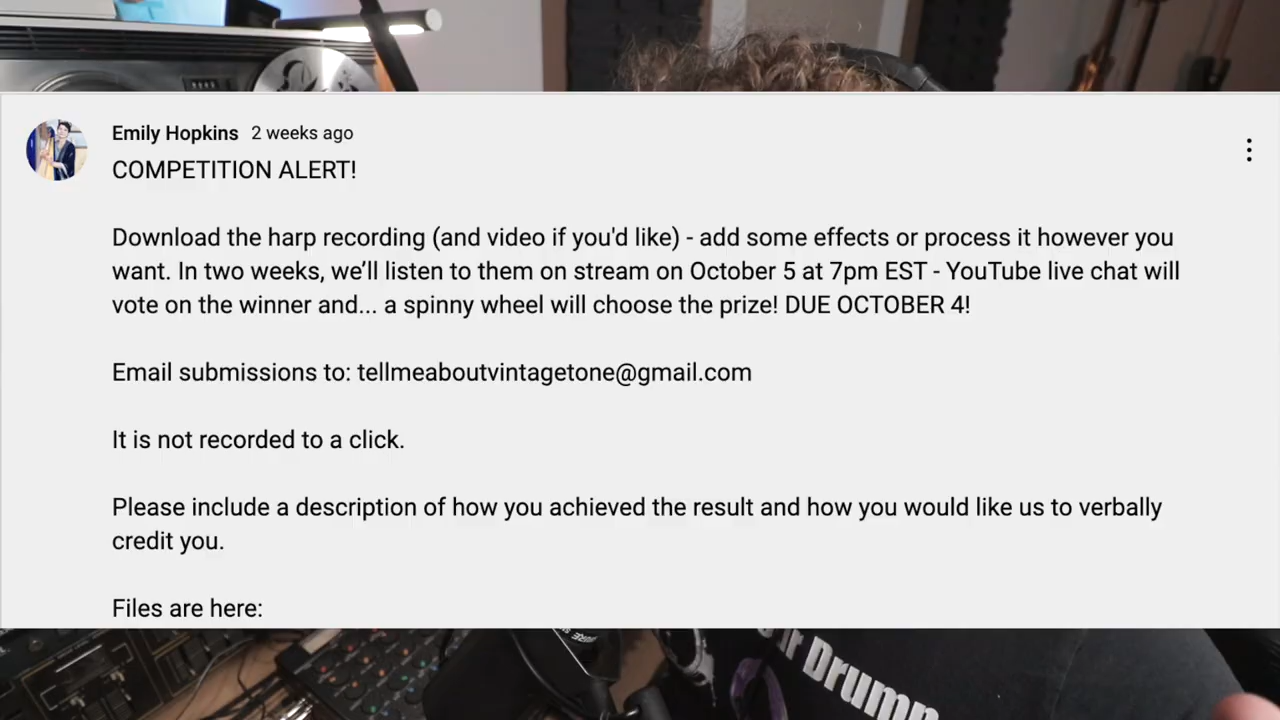 Emily Hopkins 2 weeks ago
COMPETITION ALERT!
Download the harp recording (and video if you'd like) - add some effects or process it however you
want. In two weeks, we’ll listen to them on stream on October 5 at 7pm EST - YouTube live chat will
vote on the winner and... a spinny wheel will choose the prize! DUE OCTOBER 4!
Email submissions to: tellmeaboutvintagetone@gmail.com
It is not recorded to a click.
Please include a description of how you achieved the result and how you would like us to verbally
credit you.
Files are here: